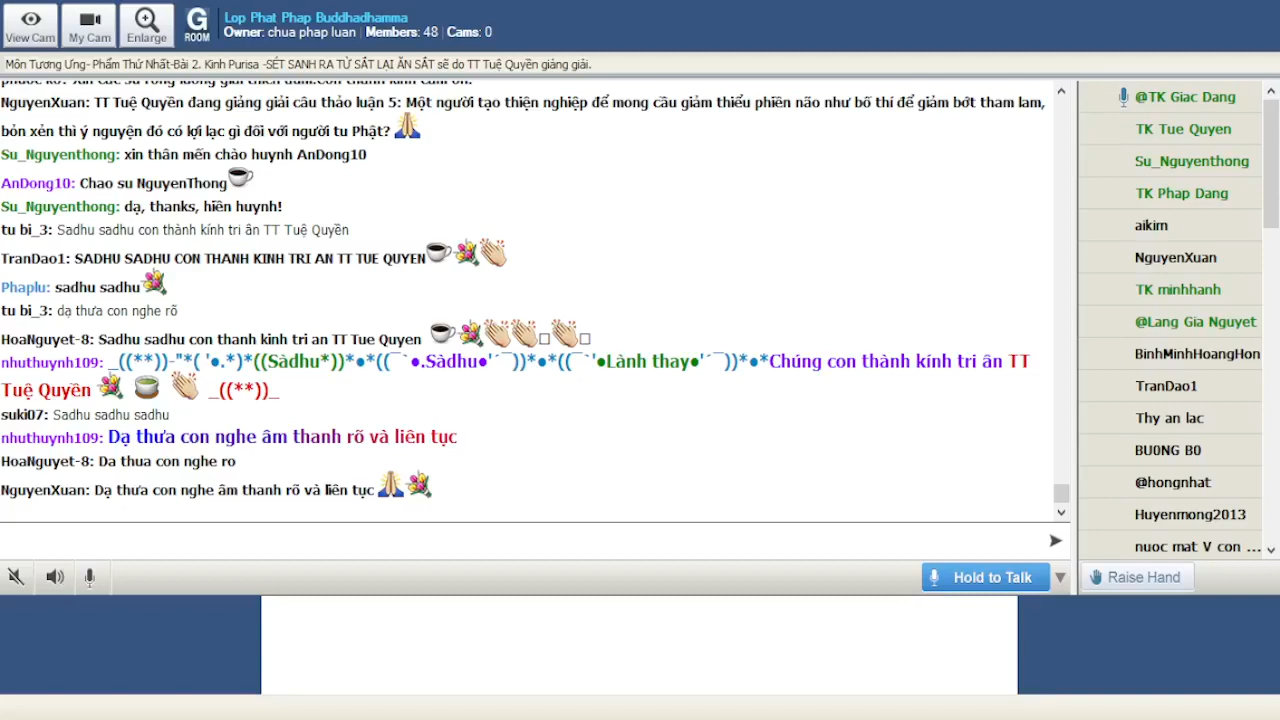 View Cam
My Cam
Enlarge
G
ROOM
Lop Phat Phap Buddhadhamma
Owner: chua phap luan | Members: 48 | Cams: 0
Môn Tương Ưng- Phẩm Thứ Nhất-Bài 2. Kinh Purisa -SÉT SANH RA TỪ SẮT LẠI ĂN SẮT sẽ do TT Tuệ Quyền giảng giải.
NguyenXuan: TT Tuệ Quyền đang giảng giải câu thảo luận 5: Một người tạo thiện nghiệp để mong cầu giảm thiểu phiền não như bố thí để giảm bớt tham lam,
bỏn xẻn thì ý nguyện đó có lợi lạc gì đối với người tu Phật?
Su_Nguyenthong: xin thân mến chào huynh AnDong10
AnDong10: Chao su NguyenThong
Su_Nguyenthong: dạ, thanks, hiền huynh!
tu bi_3: Sadhu sadhu con thành kính tri ân TT Tuệ Quyền
TranDao1: SADHU SADHU CON THANH KINH TRI AN TT TUE QUYEN
Phaplu: sadhu sadhu
tu bi_3: dạ thưa con nghe rõ
HoaNguyet-8: Sadhu sadhu con thanh kinh tri an TT Tue Quyen
nhuthuynh109: _((**))-"*( '●.*)*((Sàdhu*))*●*((¯`●.Sàdhu●'´¯))*●*((¯`'●Lành thay●'´¯))*●*Chúng con thành kính tri ân TT
Tuệ Quyền _((**))_
suki07: Sadhu sadhu sadhu
nhuthuynh109: Dạ thưa con nghe âm thanh rõ và liên tục
HoaNguyet-8: Da thua con nghe ro
NguyenXuan: Dạ thưa con nghe âm thanh rõ và liên tục
Hold to Talk
@TK Giac Dang
TK Tue Quyen
Su_Nguyenthong
TK Phap Dang
aikim
NguyenXuan
TK minhhanh
@Lang Gia Nguyet
BinhMinhHoangHon
TranDao1
Thy an lac
BU0NG B0
@hongnhat
Huyenmong2013
nuoc mat V con ...
Raise Hand